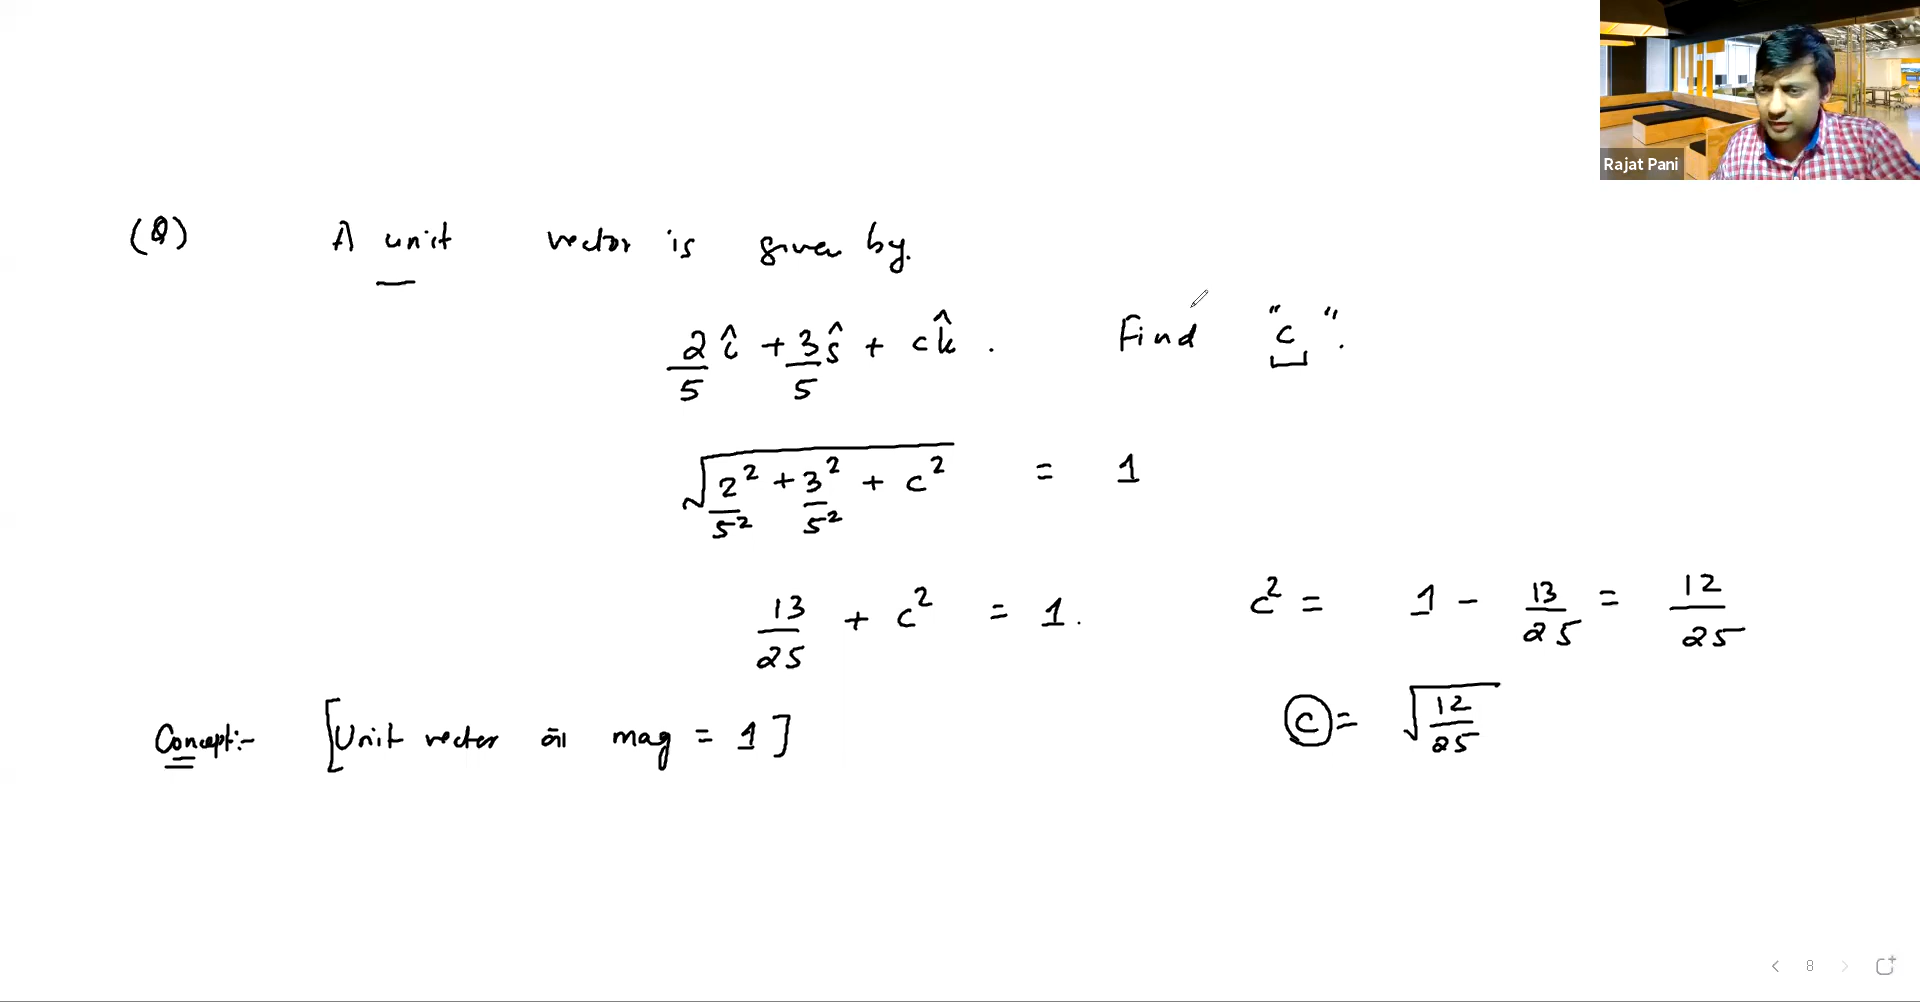 Rajat Pani
(Q) A unit vector is given by.
2/5 î + 3/5 ĵ + c k̂ . Find "c".
√(2²/5² + 3²/5² + c²) = 1
13/25 + c² = 1.
c² = 1 - 13/25 = 12/25
c = √(12/25)
Concept:- [Unit vector का mag = 1]
8